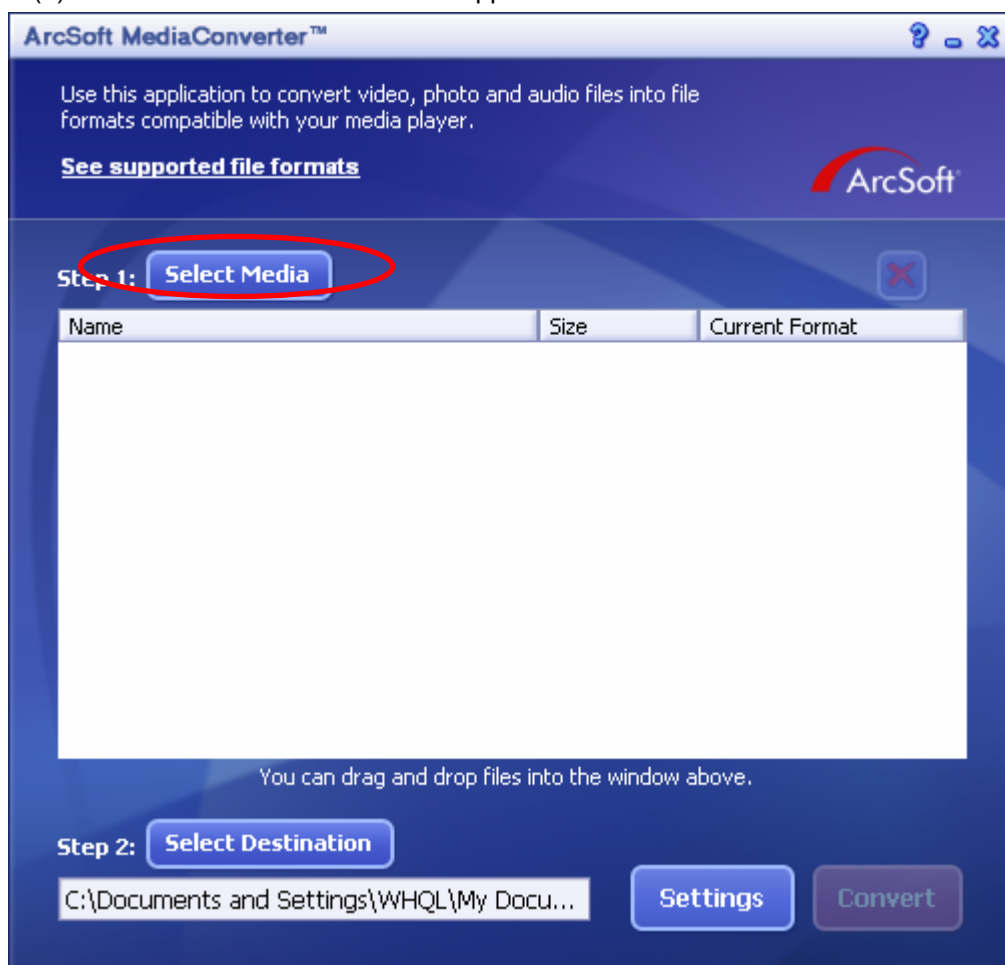 ArcSoft MediaConverter™
Use this application to convert video, photo and audio files into file
formats compatible with your media player.
See supported file formats
ArcSoft
Step 1: Select Media
Name Size Current Format
You can drag and drop files into the window above.
Step 2: Select Destination
C:\Documents and Settings\WHQL\My Docu...
Settings Convert